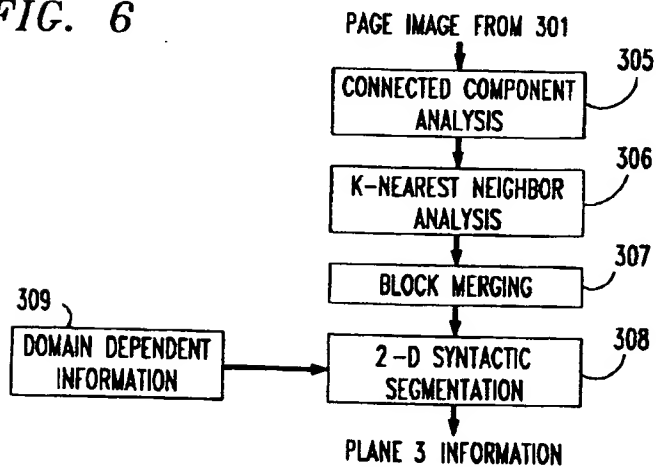 FIG. 6
PAGE IMAGE FROM 301
305
CONNECTED COMPONENT
ANALYSIS
306
K-NEAREST NEIGHBOR
ANALYSIS
307
BLOCK MERGING
309
DOMAIN DEPENDENT
INFORMATION
308
2-D SYNTACTIC
SEGMENTATION
PLANE 3 INFORMATION